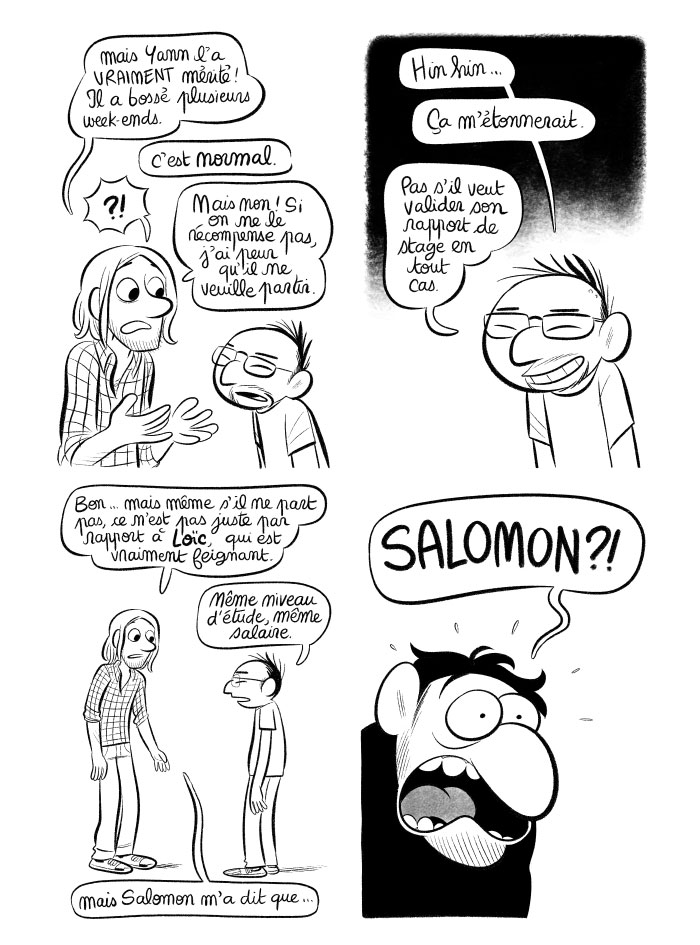 mais Yann l'a
VRAIMENT mérité !
Il a bossé plusieurs
week-ends.
C'est normal.
?!
Mais non ! Si
on ne le
récompense pas,
j'ai peur
qu'il ne
veuille partir.
Hin hin...
Ça m'étonnerait.
Pas s'il veut
valider son
rapport de
stage en
tout
cas.
Bon... mais même s'il ne part
pas, ce n'est pas juste par
rapport à Loïc, qui est
vraiment feignant.
Même niveau
d'étude, même
salaire.
mais Salomon m'a dit que...
SALOMON?!